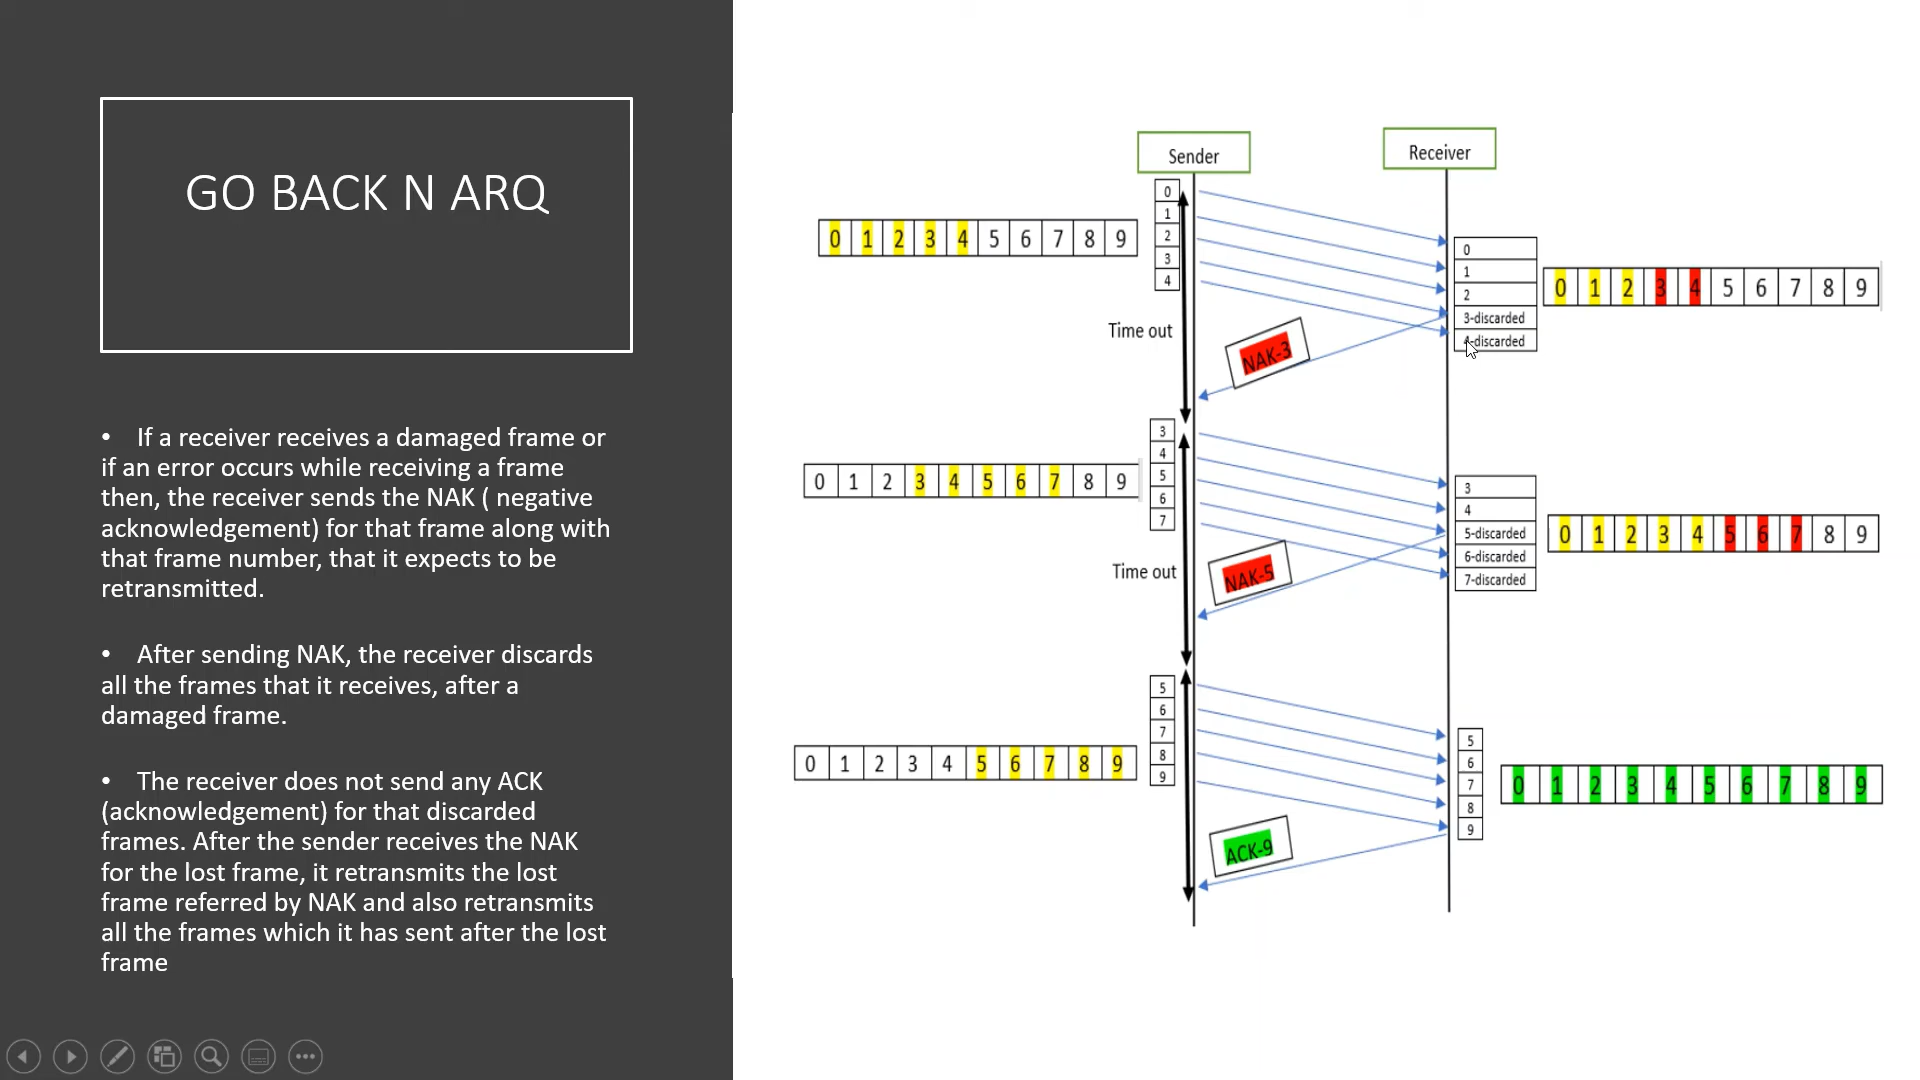 GO BACK N ARQ
• If a receiver receives a damaged frame or
if an error occurs while receiving a frame
then, the receiver sends the NAK ( negative
acknowledgement) for that frame along with
that frame number, that it expects to be
retransmitted.
• After sending NAK, the receiver discards
all the frames that it receives, after a
damaged frame.
• The receiver does not send any ACK
(acknowledgement) for that discarded
frames. After the sender receives the NAK
for the lost frame, it retransmits the lost
frame referred by NAK and also retransmits
all the frames which it has sent after the lost
frame
Sender
Receiver
0 1 2 3 4 5 6 7 8 9
0
1
2
3
4
Time out
NAK-3
0
1
2
3-discarded
4-discarded
0 1 2 3 4 5 6 7 8 9
0 1 2 3 4 5 6 7 8 9
3
4
5
6
7
Time out
NAK-5
3
4
5-discarded
6-discarded
7-discarded
0 1 2 3 4 5 6 7 8 9
0 1 2 3 4 5 6 7 8 9
5
6
7
8
9
ACK-9
5
6
7
8
9
0 1 2 3 4 5 6 7 8 9